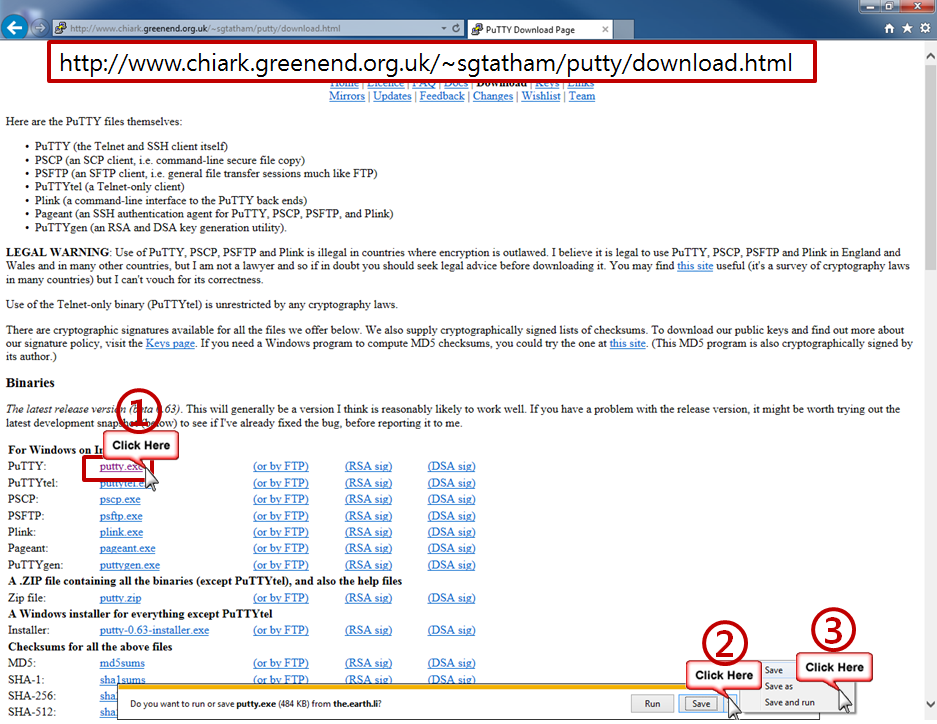 http://www.chiark.greenend.org.uk/~sgtatham/putty/download.html
PuTTY Download Page
http://www.chiark.greenend.org.uk/~sgtatham/putty/download.html
Home | Licence | FAQ | Docs | Download | Keys | Links
Mirrors | Updates | Feedback | Changes | Wishlist | Team
Here are the PuTTY files themselves:
• PuTTY (the Telnet and SSH client itself)
• PSCP (an SCP client, i.e. command-line secure file copy)
• PSFTP (an SFTP client, i.e. general file transfer sessions much like FTP)
• PuTTYtel (a Telnet-only client)
• Plink (a command-line interface to the PuTTY back ends)
• Pageant (an SSH authentication agent for PuTTY, PSCP, PSFTP, and Plink)
• PuTTYgen (an RSA and DSA key generation utility).
LEGAL WARNING: Use of PuTTY, PSCP, PSFTP and Plink is illegal in countries where encryption is outlawed. I believe it is legal to use PuTTY, PSCP, PSFTP and Plink in England and
Wales and in many other countries, but I am not a lawyer and so if in doubt you should seek legal advice before downloading it. You may find this site useful (it's a survey of cryptography laws
in many countries) but I can't vouch for its correctness.
Use of the Telnet-only binary (PuTTYtel) is unrestricted by any cryptography laws.
There are cryptographic signatures available for all the files we offer below. We also supply cryptographically signed lists of checksums. To download our public keys and find out more about
our signature policy, visit the Keys page. If you need a Windows program to compute MD5 checksums, you could try the one at this site. (This MD5 program is also cryptographically signed by
its author.)
Binaries
The latest release version (beta 0.63). This will generally be a version I think is reasonably likely to work well. If you have a problem with the release version, it might be worth trying out the
latest development snapshot (below) to see if I've already fixed the bug, before reporting it to me.
1
Click Here
For Windows on In
PuTTY: putty.exe (or by FTP) (RSA sig) (DSA sig)
PuTTYtel: puttytel.e (or by FTP) (RSA sig) (DSA sig)
PSCP: pscp.exe (or by FTP) (RSA sig) (DSA sig)
PSFTP: psftp.exe (or by FTP) (RSA sig) (DSA sig)
Plink: plink.exe (or by FTP) (RSA sig) (DSA sig)
Pageant: pageant.exe (or by FTP) (RSA sig) (DSA sig)
PuTTYgen: puttygen.exe (or by FTP) (RSA sig) (DSA sig)
A .ZIP file containing all the binaries (except PuTTYtel), and also the help files
Zip file: putty.zip (or by FTP) (RSA sig) (DSA sig)
A Windows installer for everything except PuTTYtel
Installer: putty-0.63-installer.exe (or by FTP) (RSA sig) (DSA sig)
Checksums for all the above files
MD5: md5sums (or by FTP) (RSA sig) (DSA sig)
SHA-1: sha1sums (or by FTP) (RSA sig) (DSA sig)
SHA-256: sha
SHA-512: sha
2
Click Here
3
Click Here
Save
Save as
Save and run
Do you want to run or save putty.exe (484 KB) from the.earth.li?
Run
Save